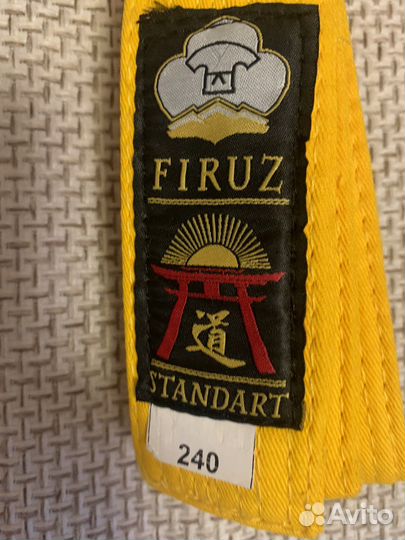 FIRUZ
道
STANDART
240
Avito